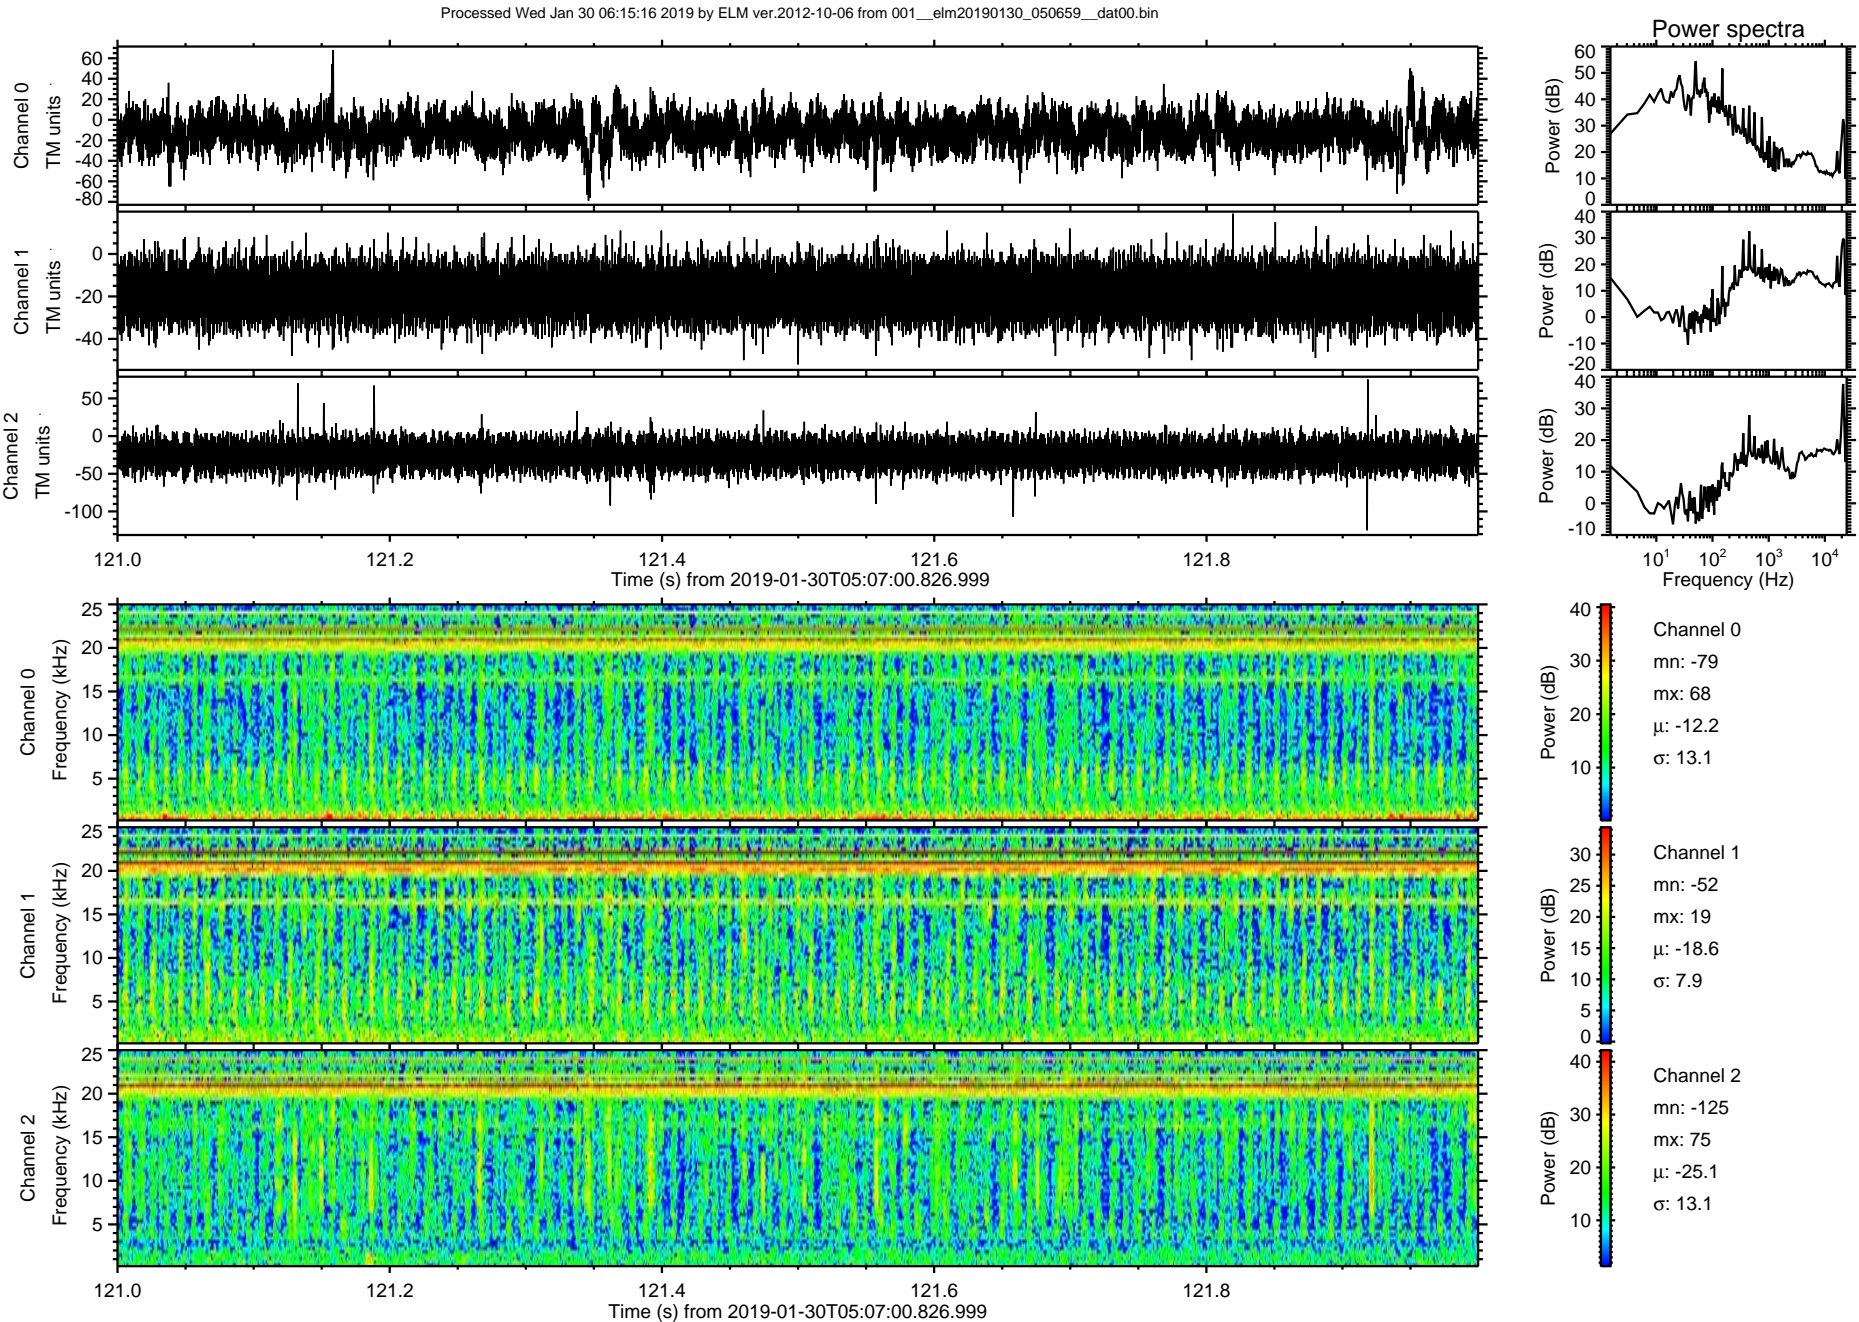 Processed Wed Jan 30 06:15:16 2019 by ELM ver.2012-10-06 from 001__elm20190130_050659__dat00.bin
Power spectra
Channel 0
TM units
60
40
20
0
-20
-40
-60
-80
Power (dB)
60
50
40
30
20
10
0
Channel 1
TM units
0
-20
-40
Power (dB)
40
30
20
10
0
-10
-20
Channel 2
TM units
50
0
-50
-100
Power (dB)
40
30
20
10
0
-10
121.0 121.2 121.4 121.6 121.8
Time (s) from 2019-01-30T05:07:00.826.999
10¹ 10² 10³ 10⁴
Frequency (Hz)
Channel 0
Frequency (kHz)
25
20
15
10
5
Power (dB)
40
30
20
10
Channel 0
mn: -79
mx: 68
μ: -12.2
σ: 13.1
Channel 1
Frequency (kHz)
25
20
15
10
5
Power (dB)
30
25
20
15
10
5
0
Channel 1
mn: -52
mx: 19
μ: -18.6
σ: 7.9
Channel 2
Frequency (kHz)
25
20
15
10
5
Power (dB)
40
30
20
10
Channel 2
mn: -125
mx: 75
μ: -25.1
σ: 13.1
121.0 121.2 121.4 121.6 121.8
Time (s) from 2019-01-30T05:07:00.826.999